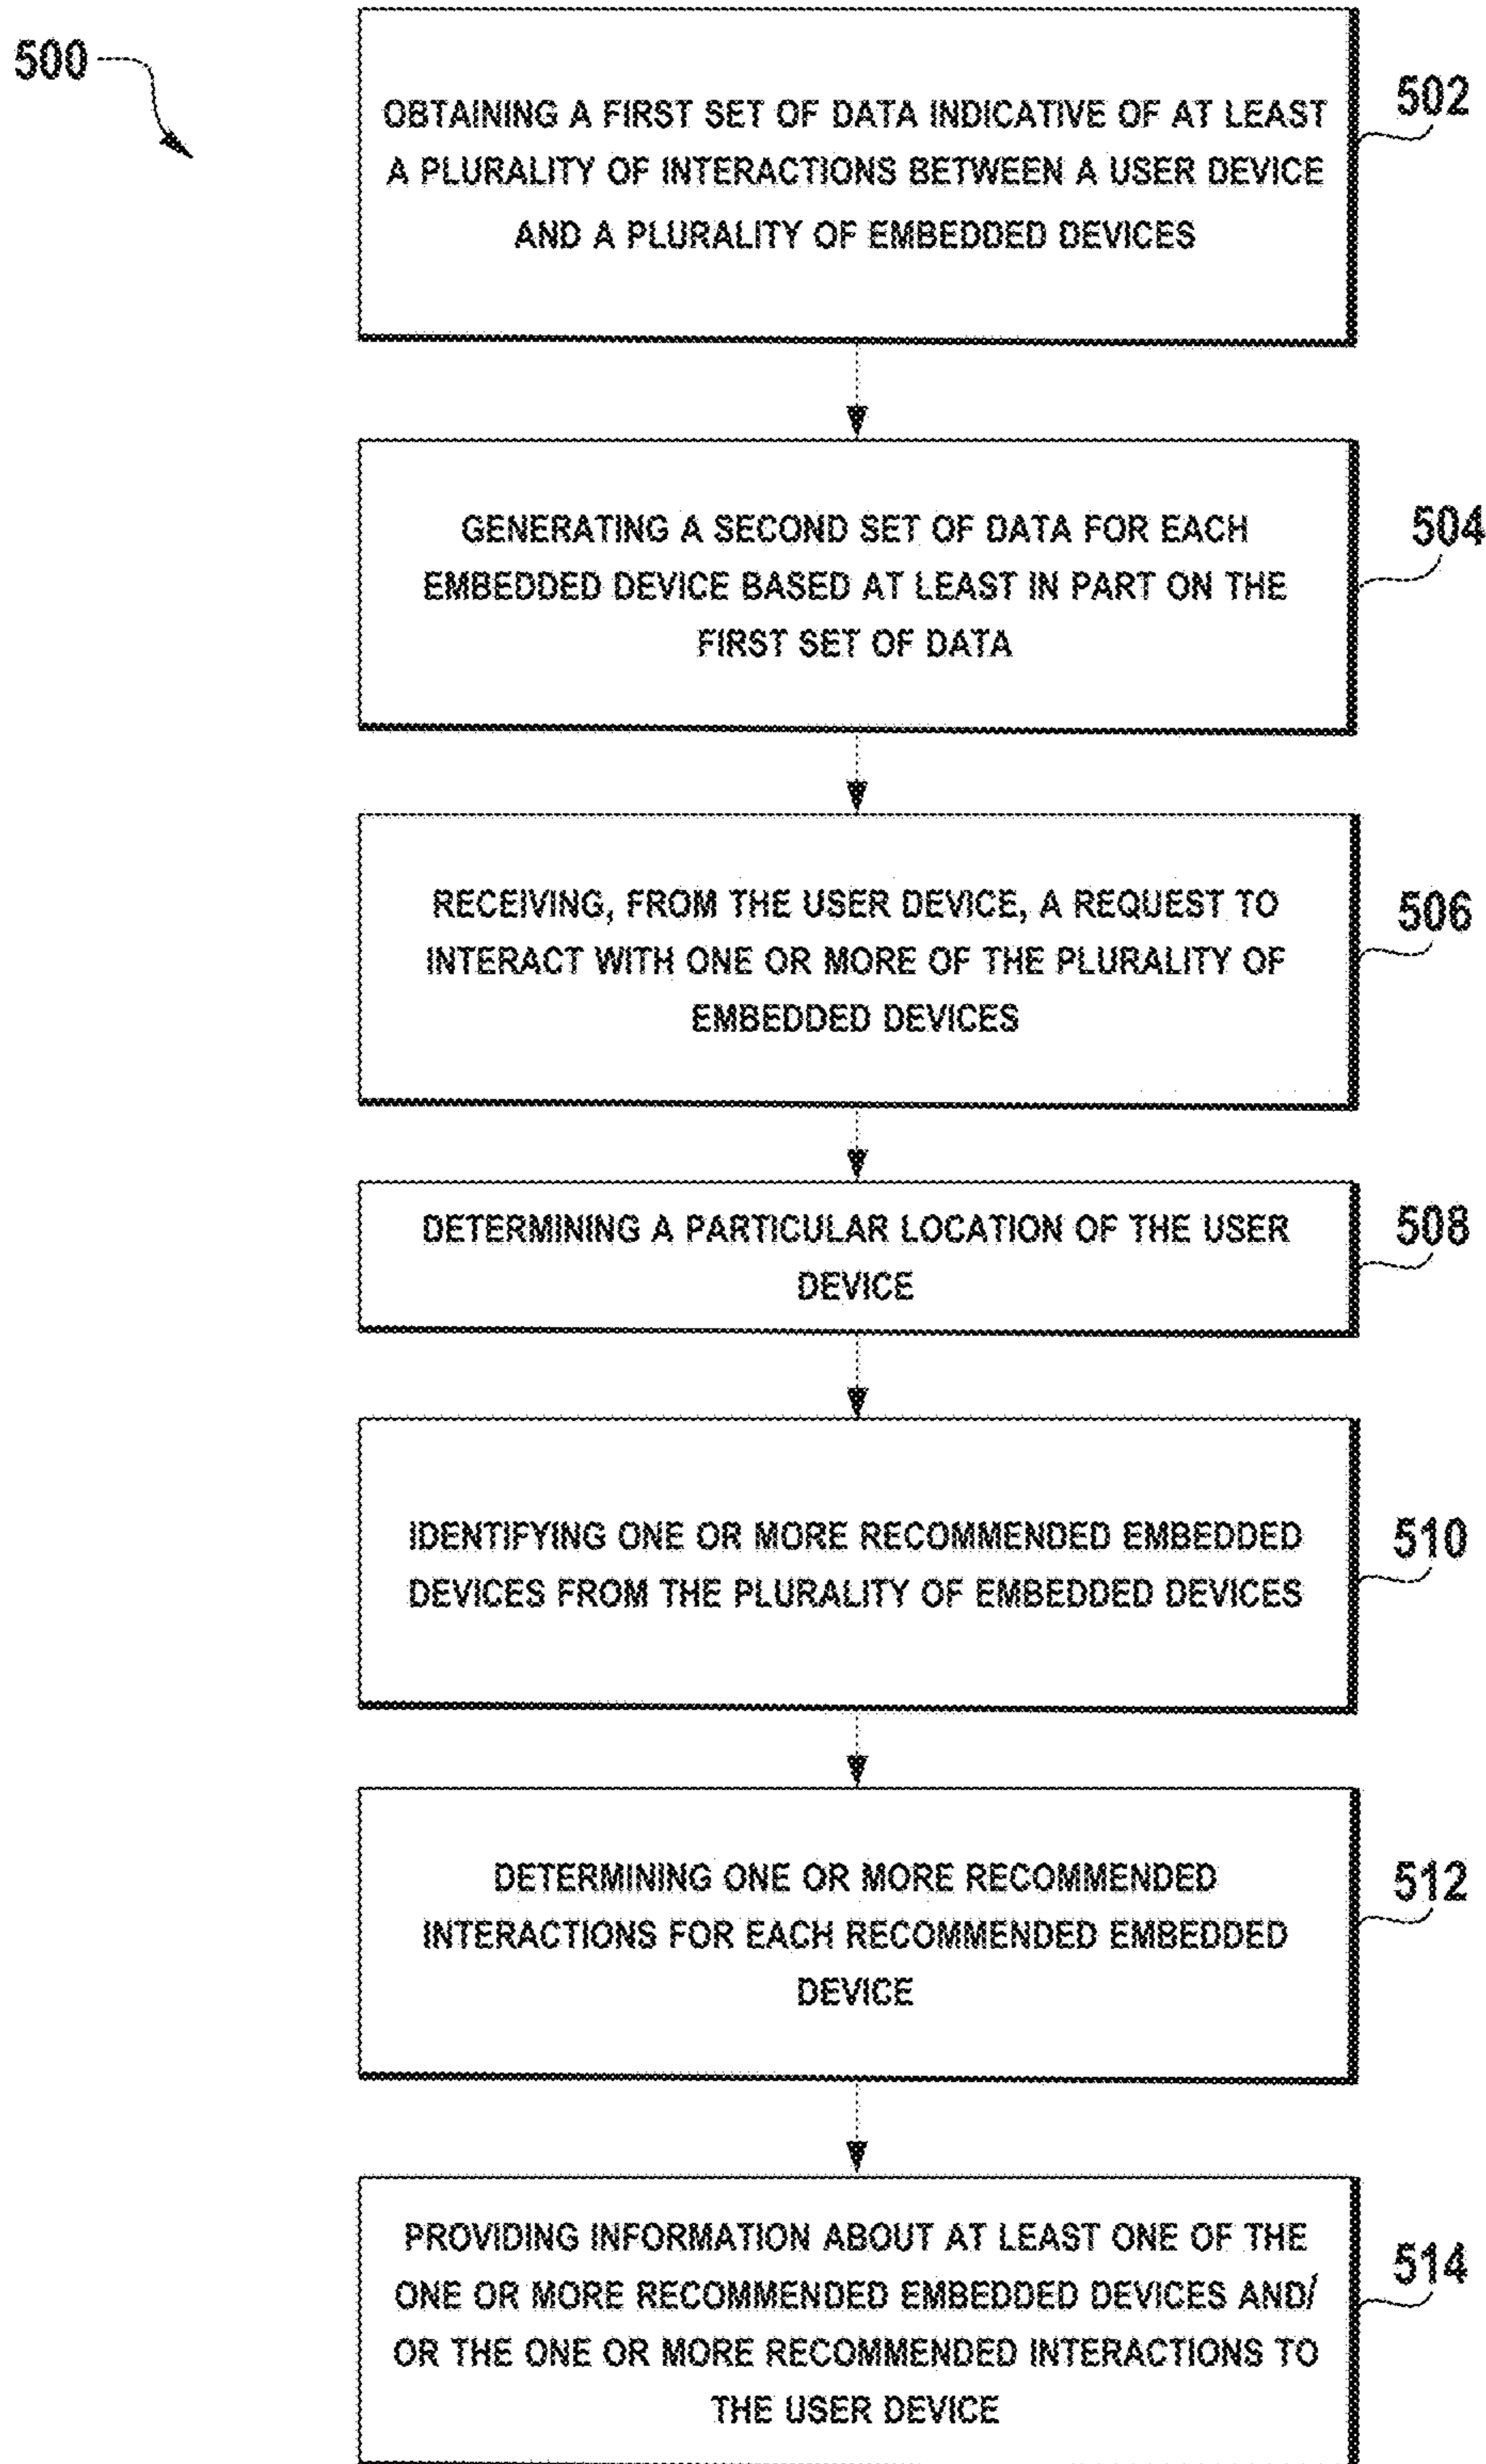 500
OBTAINING A FIRST SET OF DATA INDICATIVE OF AT LEAST
A PLURALITY OF INTERACTIONS BETWEEN A USER DEVICE
AND A PLURALITY OF EMBEDDED DEVICES
502
GENERATING A SECOND SET OF DATA FOR EACH
EMBEDDED DEVICE BASED AT LEAST IN PART ON THE
FIRST SET OF DATA
504
RECEIVING, FROM THE USER DEVICE, A REQUEST TO
INTERACT WITH ONE OR MORE OF THE PLURALITY OF
EMBEDDED DEVICES
506
DETERMINING A PARTICULAR LOCATION OF THE USER
DEVICE
508
IDENTIFYING ONE OR MORE RECOMMENDED EMBEDDED
DEVICES FROM THE PLURALITY OF EMBEDDED DEVICES
510
DETERMINING ONE OR MORE RECOMMENDED
INTERACTIONS FOR EACH RECOMMENDED EMBEDDED
DEVICE
512
PROVIDING INFORMATION ABOUT AT LEAST ONE OF THE
ONE OR MORE RECOMMENDED EMBEDDED DEVICES AND/
OR THE ONE OR MORE RECOMMENDED INTERACTIONS TO
THE USER DEVICE
514